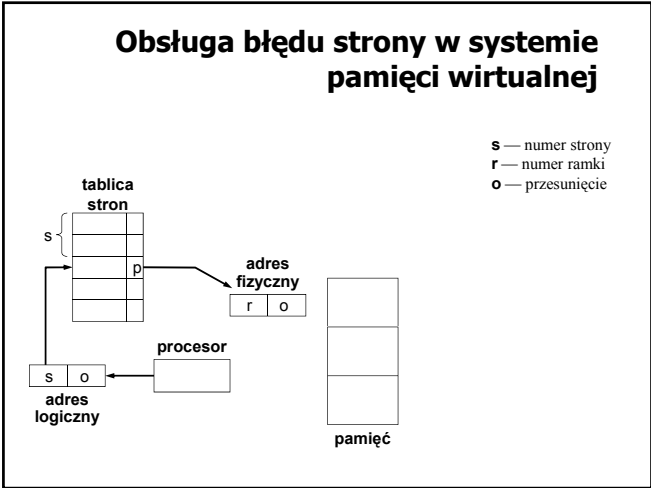 Obsługa błędu strony w systemie
pamięci wirtualnej
s — numer strony
r — numer ramki
o — przesunięcie
tablica
stron
s
p
adres
fizyczny
r o
procesor
s o
adres
logiczny
pamięć